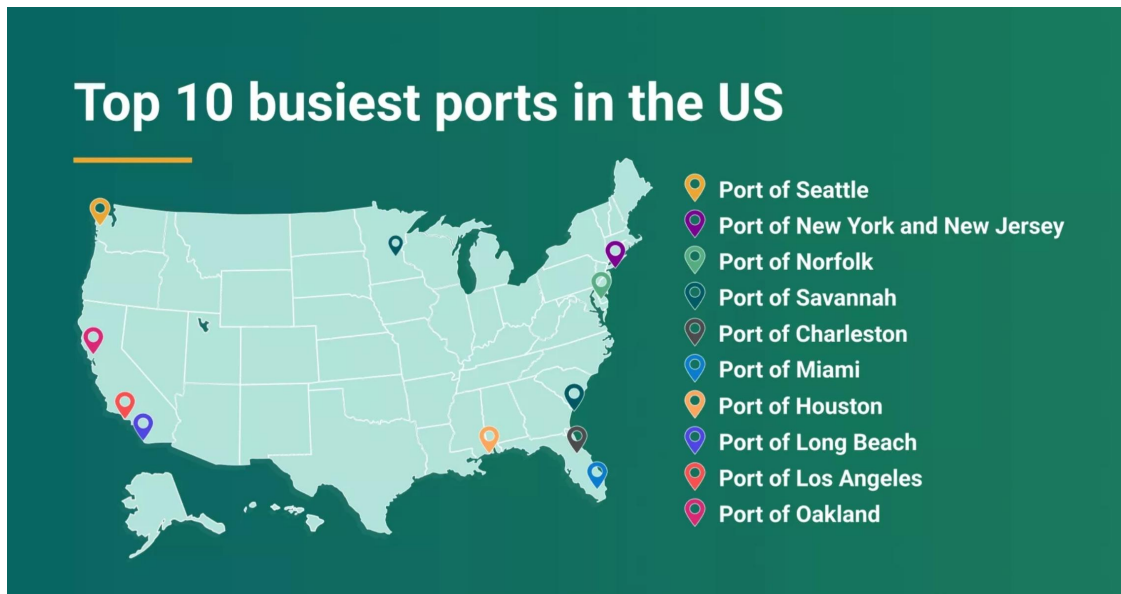 Top 10 busiest ports in the US
Port of Seattle
Port of New York and New Jersey
Port of Norfolk
Port of Savannah
Port of Charleston
Port of Miami
Port of Houston
Port of Long Beach
Port of Los Angeles
Port of Oakland